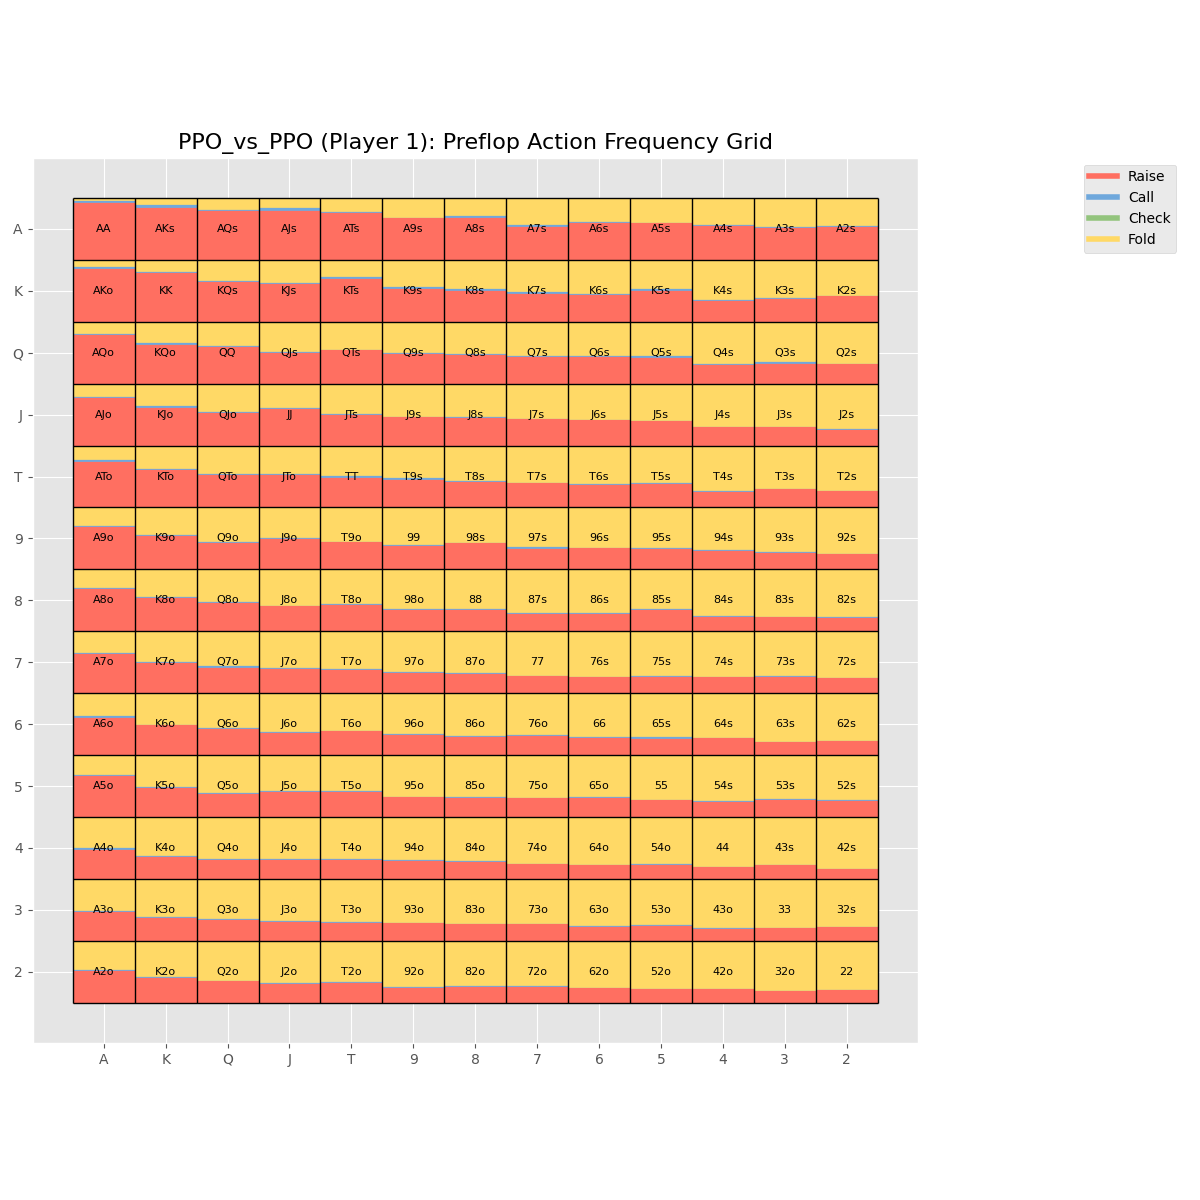 PPO_vs_PPO (Player 1): Preflop Action Frequency Grid
Raise
Call
Check
Fold
A AA AKs AQs AJs ATs A9s A8s A7s A6s A5s A4s A3s A2s
K AKo KK KQs KJs KTs K9s K8s K7s K6s K5s K4s K3s K2s
Q AQo KQo QQ QJs QTs Q9s Q8s Q7s Q6s Q5s Q4s Q3s Q2s
J AJo KJo QJo JJ JTs J9s J8s J7s J6s J5s J4s J3s J2s
T ATo KTo QTo JTo TT T9s T8s T7s T6s T5s T4s T3s T2s
9 A9o K9o Q9o J9o T9o 99 98s 97s 96s 95s 94s 93s 92s
8 A8o K8o Q8o J8o T8o 98o 88 87s 86s 85s 84s 83s 82s
7 A7o K7o Q7o J7o T7o 97o 87o 77 76s 75s 74s 73s 72s
6 A6o K6o Q6o J6o T6o 96o 86o 76o 66 65s 64s 63s 62s
5 A5o K5o Q5o J5o T5o 95o 85o 75o 65o 55 54s 53s 52s
4 A4o K4o Q4o J4o T4o 94o 84o 74o 64o 54o 44 43s 42s
3 A3o K3o Q3o J3o T3o 93o 83o 73o 63o 53o 43o 33 32s
2 A2o K2o Q2o J2o T2o 92o 82o 72o 62o 52o 42o 32o 22
A K Q J T 9 8 7 6 5 4 3 2